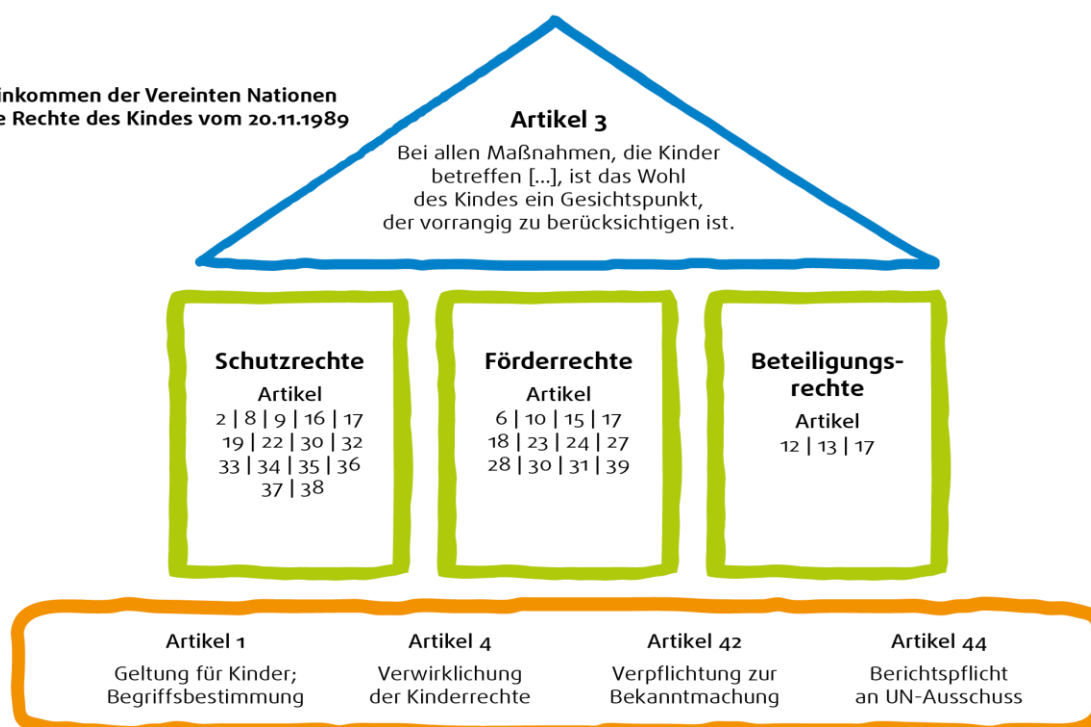 inkommen der Vereinten Nationen
e Rechte des Kindes vom 20.11.1989
Artikel 3
Bei allen Maßnahmen, die Kinder
betreffen [...], ist das Wohl
des Kindes ein Gesichtspunkt,
der vorrangig zu berücksichtigen ist.
Schutzrechte
Artikel
2 | 8 | 9 | 16 | 17
19 | 22 | 30 | 32
33 | 34 | 35 | 36
37 | 38
Förderrechte
Artikel
6 | 10 | 15 | 17
18 | 23 | 24 | 27
28 | 30 | 31 | 39
Beteiligungs-
rechte
Artikel
12 | 13 | 17
Artikel 1
Geltung für Kinder;
Begriffsbestimmung
Artikel 4
Verwirklichung
der Kinderrechte
Artikel 42
Verpflichtung zur
Bekanntmachung
Artikel 44
Berichtspflicht
an UN-Ausschuss